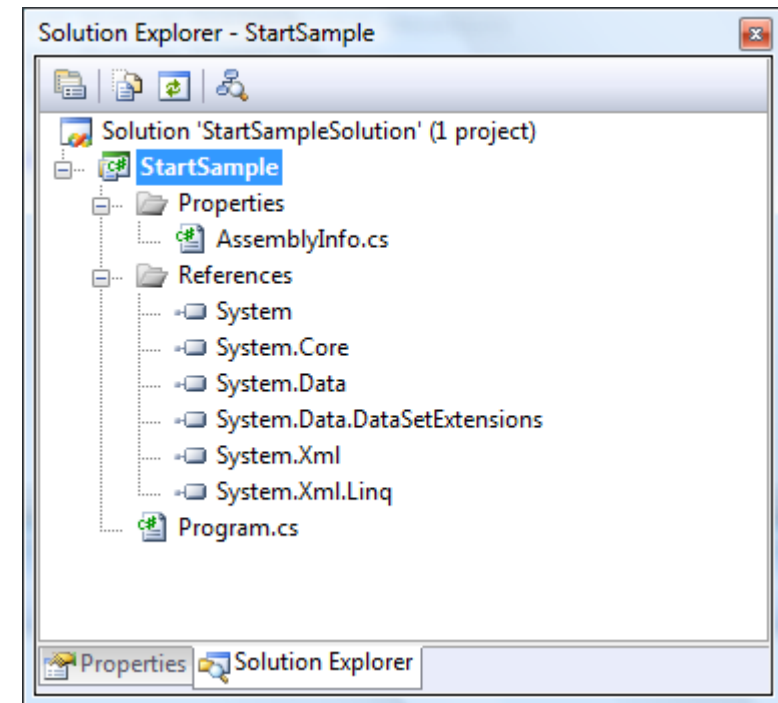 Solution Explorer - StartSample
Solution 'StartSampleSolution' (1 project)
StartSample
Properties
AssemblyInfo.cs
References
System
System.Core
System.Data
System.Data.DataSetExtensions
System.Xml
System.Xml.Linq
Program.cs
Properties Solution Explorer